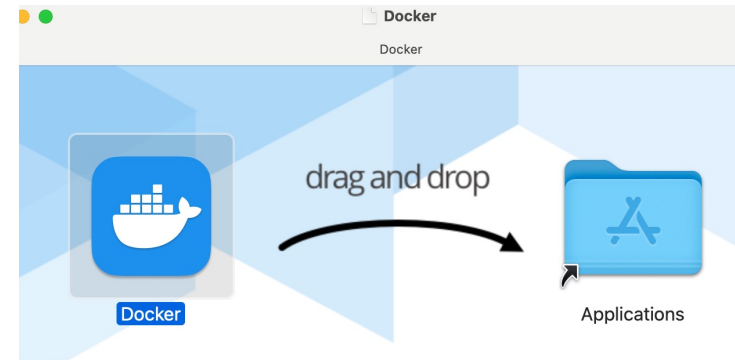 Docker
Docker
drag and drop
Docker
Applications